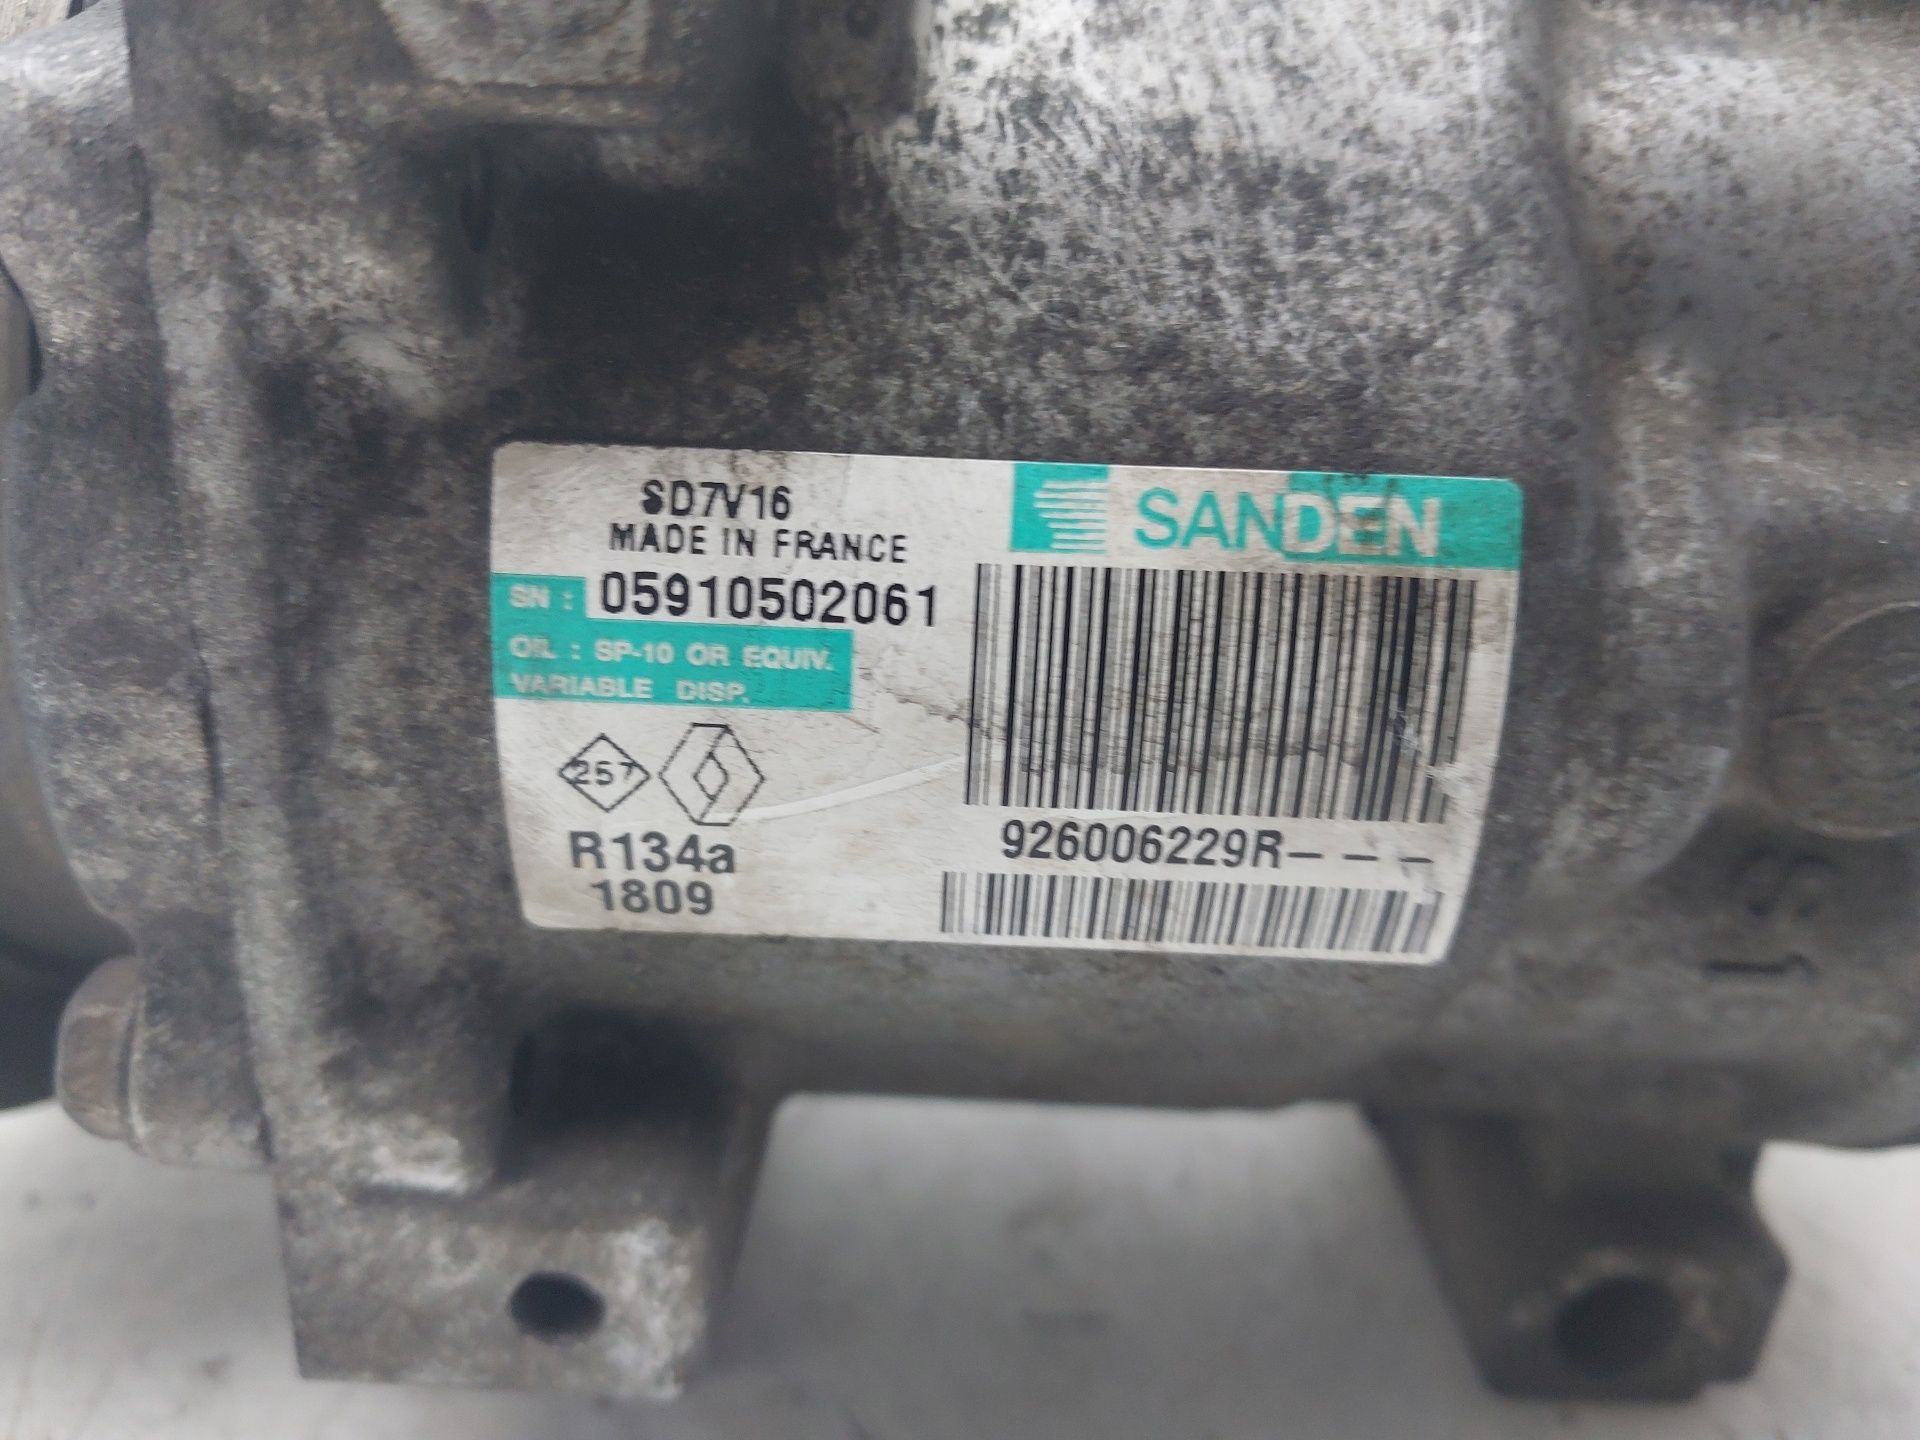 SD7V16
MADE IN FRANCE
SANDEN
SN : 05910502061
OIL : SP-10 OR EQUIV.
VARIABLE DISP.
257
R134a
1809
926006229R- - -